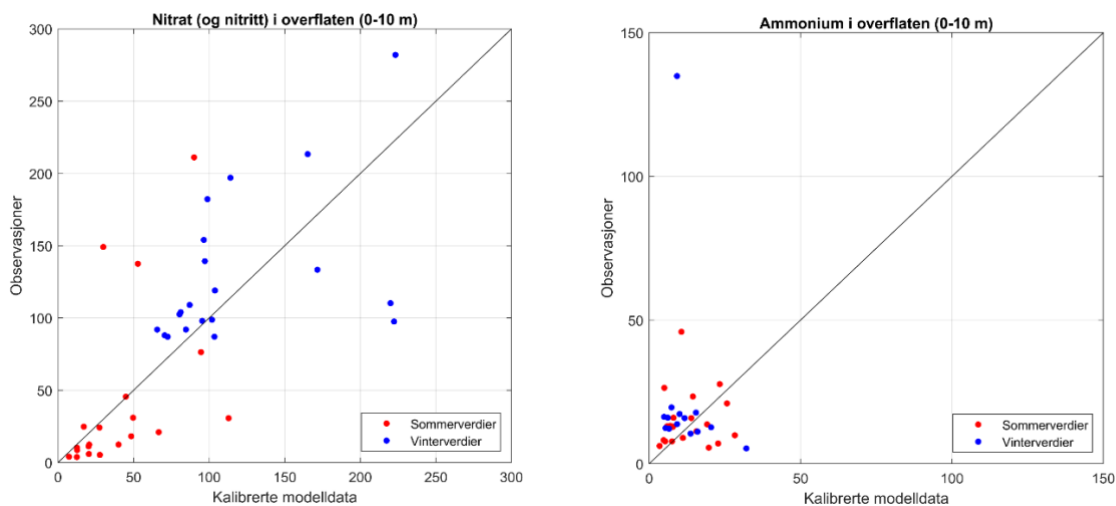 Nitrat (og nitritt) i overflaten (0-10 m)
300
250
200
150
100
50
0
Observasjoner
0 50 100 150 200 250 300
Kalibrerte modelldata
Sommerverdier
Vinterverdier
Ammonium i overflaten (0-10 m)
150
100
50
0
Observasjoner
0 50 100 150
Kalibrerte modelldata
Sommerverdier
Vinterverdier